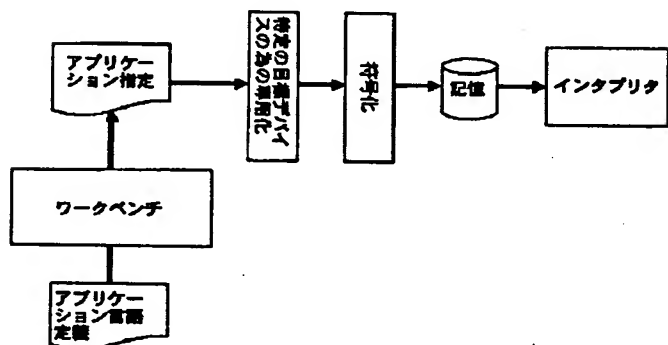 アプリケー
ション指定
特定の目標デバイ
スの為の専用化
符号化
記憶
インタプリタ
ワークベンチ
アプリケー
ション言語
定義